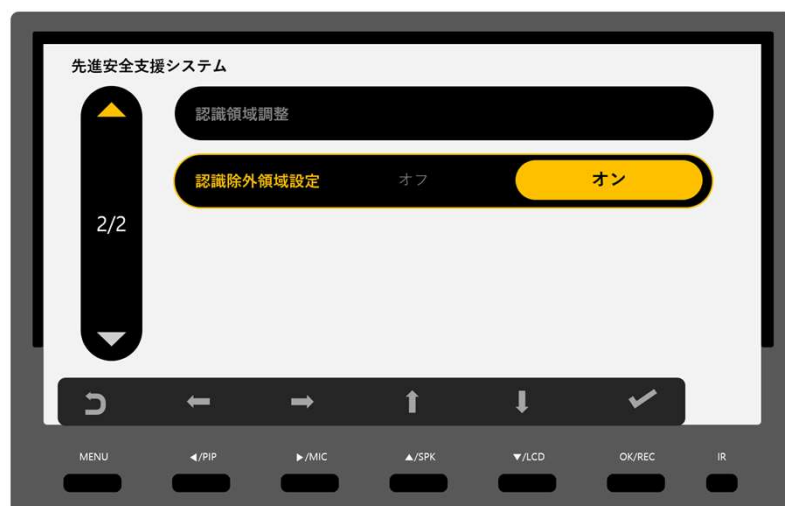 先進安全支援システム
認識領域調整
認識除外領域設定 オフ オン
2/2
MENU ◀/PIP ▶/MIC ▲/SPK ▼/LCD OK/REC IR